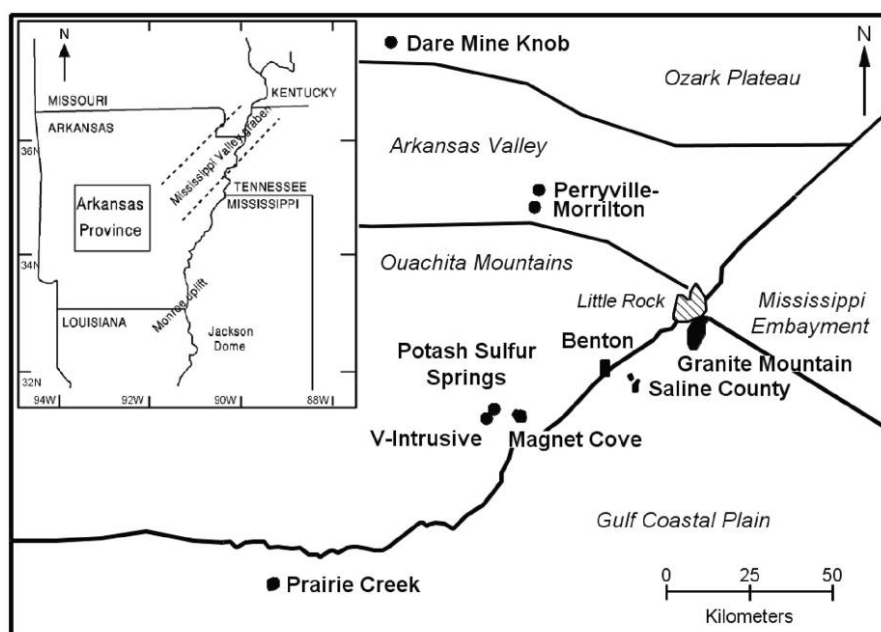 N
MISSOURI
ARKANSAS
KENTUCKY
36N
Mississippi Valley graben
Arkansas
Province
TENNESSEE
MISSISSIPPI
34N
Monroe uplift
LOUISIANA
Jackson
Dome
32N
94W
92W
90W
88W
Dare Mine Knob
N
Ozark Plateau
Arkansas Valley
Perryville-
Morrilton
Ouachita Mountains
Little Rock
Mississippi
Embayment
Benton
Granite Mountain
Potash Sulfur
Springs
Saline County
V-Intrusive
Magnet Cove
Gulf Coastal Plain
Prairie Creek
0
25
50
Kilometers